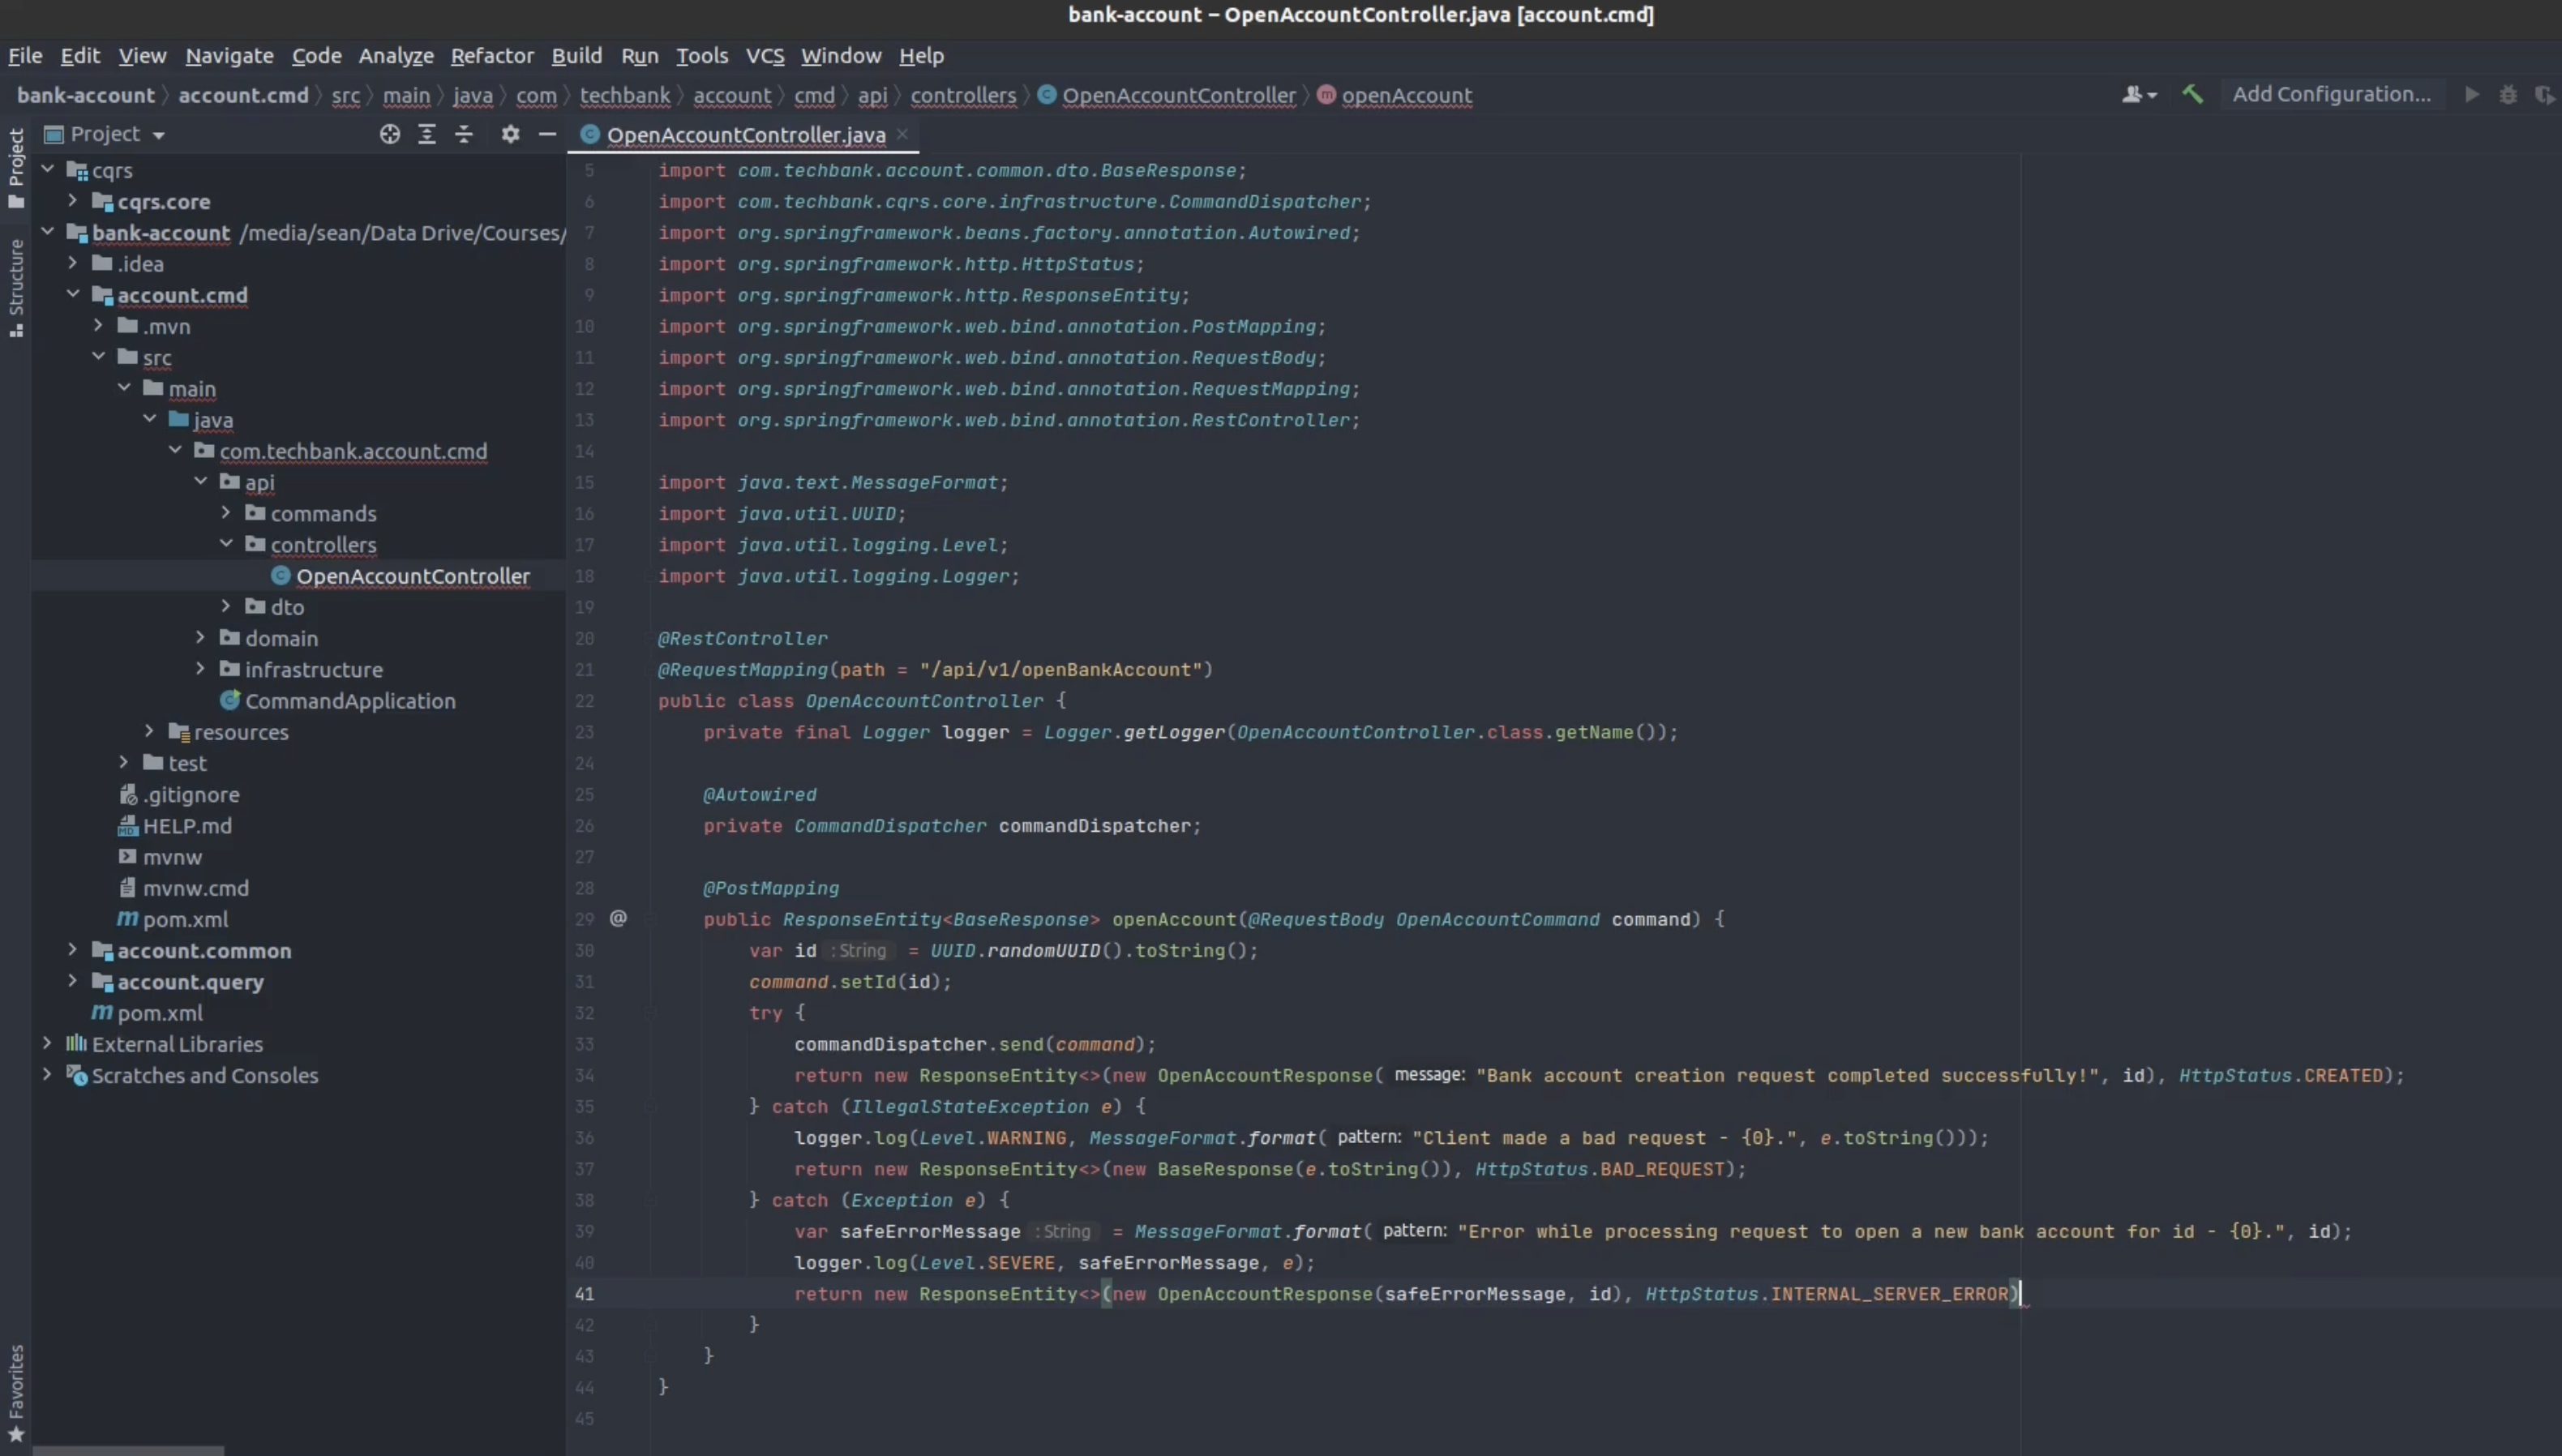 bank-account – OpenAccountController.java [account.cmd]
File Edit View Navigate Code Analyze Refactor Build Run Tools VCS Window Help
bank-account account.cmd src main java com techbank account cmd api controllers OpenAccountController openAccount Add Configuration...
Project
OpenAccountController.java
Project
Structure
Favorites
cqrs
cqrs.core
bank-account /media/sean/Data Drive/Courses/
.idea
account.cmd
.mvn
src
main
java
com.techbank.account.cmd
api
commands
controllers
OpenAccountController
dto
domain
infrastructure
CommandApplication
resources
test
.gitignore
HELP.md
mvnw
mvnw.cmd
pom.xml
account.common
account.query
pom.xml
External Libraries
Scratches and Consoles
5 import com.techbank.account.common.dto.BaseResponse;
6 import com.techbank.cqrs.core.infrastructure.CommandDispatcher;
7 import org.springframework.beans.factory.annotation.Autowired;
8 import org.springframework.http.HttpStatus;
9 import org.springframework.http.ResponseEntity;
10 import org.springframework.web.bind.annotation.PostMapping;
11 import org.springframework.web.bind.annotation.RequestBody;
12 import org.springframework.web.bind.annotation.RequestMapping;
13 import org.springframework.web.bind.annotation.RestController;
14
15 import java.text.MessageFormat;
16 import java.util.UUID;
17 import java.util.logging.Level;
18 import java.util.logging.Logger;
19
20 @RestController
21 @RequestMapping(path = "/api/v1/openBankAccount")
22 public class OpenAccountController {
23 private final Logger logger = Logger.getLogger(OpenAccountController.class.getName());
24
25 @Autowired
26 private CommandDispatcher commandDispatcher;
27
28 @PostMapping
29 @ public ResponseEntity<BaseResponse> openAccount(@RequestBody OpenAccountCommand command) {
30 var id : String = UUID.randomUUID().toString();
31 command.setId(id);
32 try {
33 commandDispatcher.send(command);
34 return new ResponseEntity<>(new OpenAccountResponse( message: "Bank account creation request completed successfully!", id), HttpStatus.CREATED);
35 } catch (IllegalStateException e) {
36 logger.log(Level.WARNING, MessageFormat.format( pattern: "Client made a bad request - {0}.", e.toString()));
37 return new ResponseEntity<>(new BaseResponse(e.toString()), HttpStatus.BAD_REQUEST);
38 } catch (Exception e) {
39 var safeErrorMessage : String = MessageFormat.format( pattern: "Error while processing request to open a new bank account for id - {0}.", id);
40 logger.log(Level.SEVERE, safeErrorMessage, e);
41 return new ResponseEntity<>(new OpenAccountResponse(safeErrorMessage, id), HttpStatus.INTERNAL_SERVER_ERROR)
42 }
43 }
44 }
45